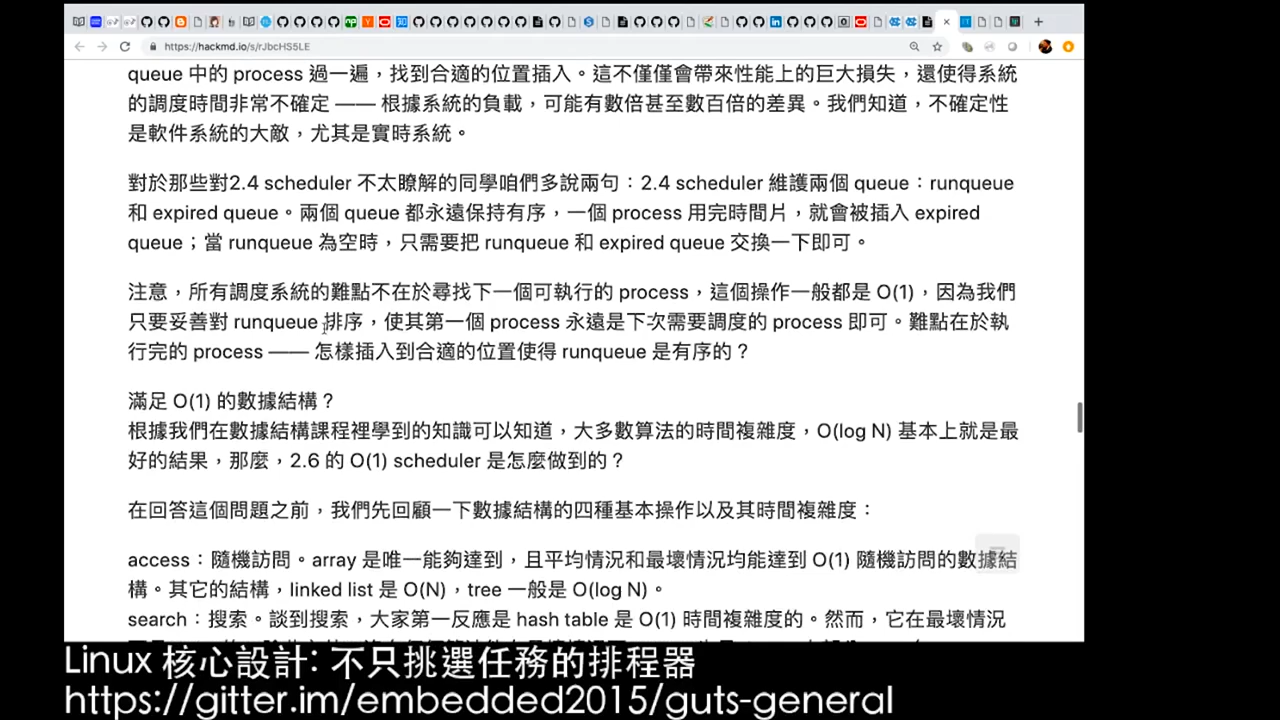 https://hackmd.io/s/rJbcHS5LE
queue 中的 process 過一遍，找到合適的位置插入。這不僅僅會帶來性能上的巨大損失，還使得系統
的調度時間非常不確定 —— 根據系統的負載，可能有數倍甚至數百倍的差異。我們知道，不確定性
是軟件系統的大敵，尤其是實時系統。
對於那些對2.4 scheduler 不太瞭解的同學咱們多說兩句：2.4 scheduler 維護兩個 queue：runqueue
和 expired queue。兩個 queue 都永遠保持有序，一個 process 用完時間片，就會被插入 expired
queue；當 runqueue 為空時，只需要把 runqueue 和 expired queue 交換一下即可。
注意，所有調度系統的難點不在於尋找下一個可執行的 process，這個操作一般都是 O(1)，因為我們
只要妥善對 runqueue 排序，使其第一個 process 永遠是下次需要調度的 process 即可。難點在於執
行完的 process —— 怎樣插入到合適的位置使得 runqueue 是有序的？
滿足 O(1) 的數據結構？
根據我們在數據結構課程裡學到的知識可以知道，大多數算法的時間複雜度，O(log N) 基本上就是最
好的結果，那麼，2.6 的 O(1) scheduler 是怎麼做到的？
在回答這個問題之前，我們先回顧一下數據結構的四種基本操作以及其時間複雜度：
access：隨機訪問。array 是唯一能夠達到，且平均情況和最壞情況均能達到 O(1) 隨機訪問的數據結
構。其它的結構，linked list 是 O(N)，tree 一般是 O(log N)。
search：搜索。談到搜索，大家第一反應是 hash table 是 O(1) 時間複雜度的。然而，它在最壞情況
Linux 核心設計: 不只挑選任務的排程器
https://gitter.im/embedded2015/guts-general